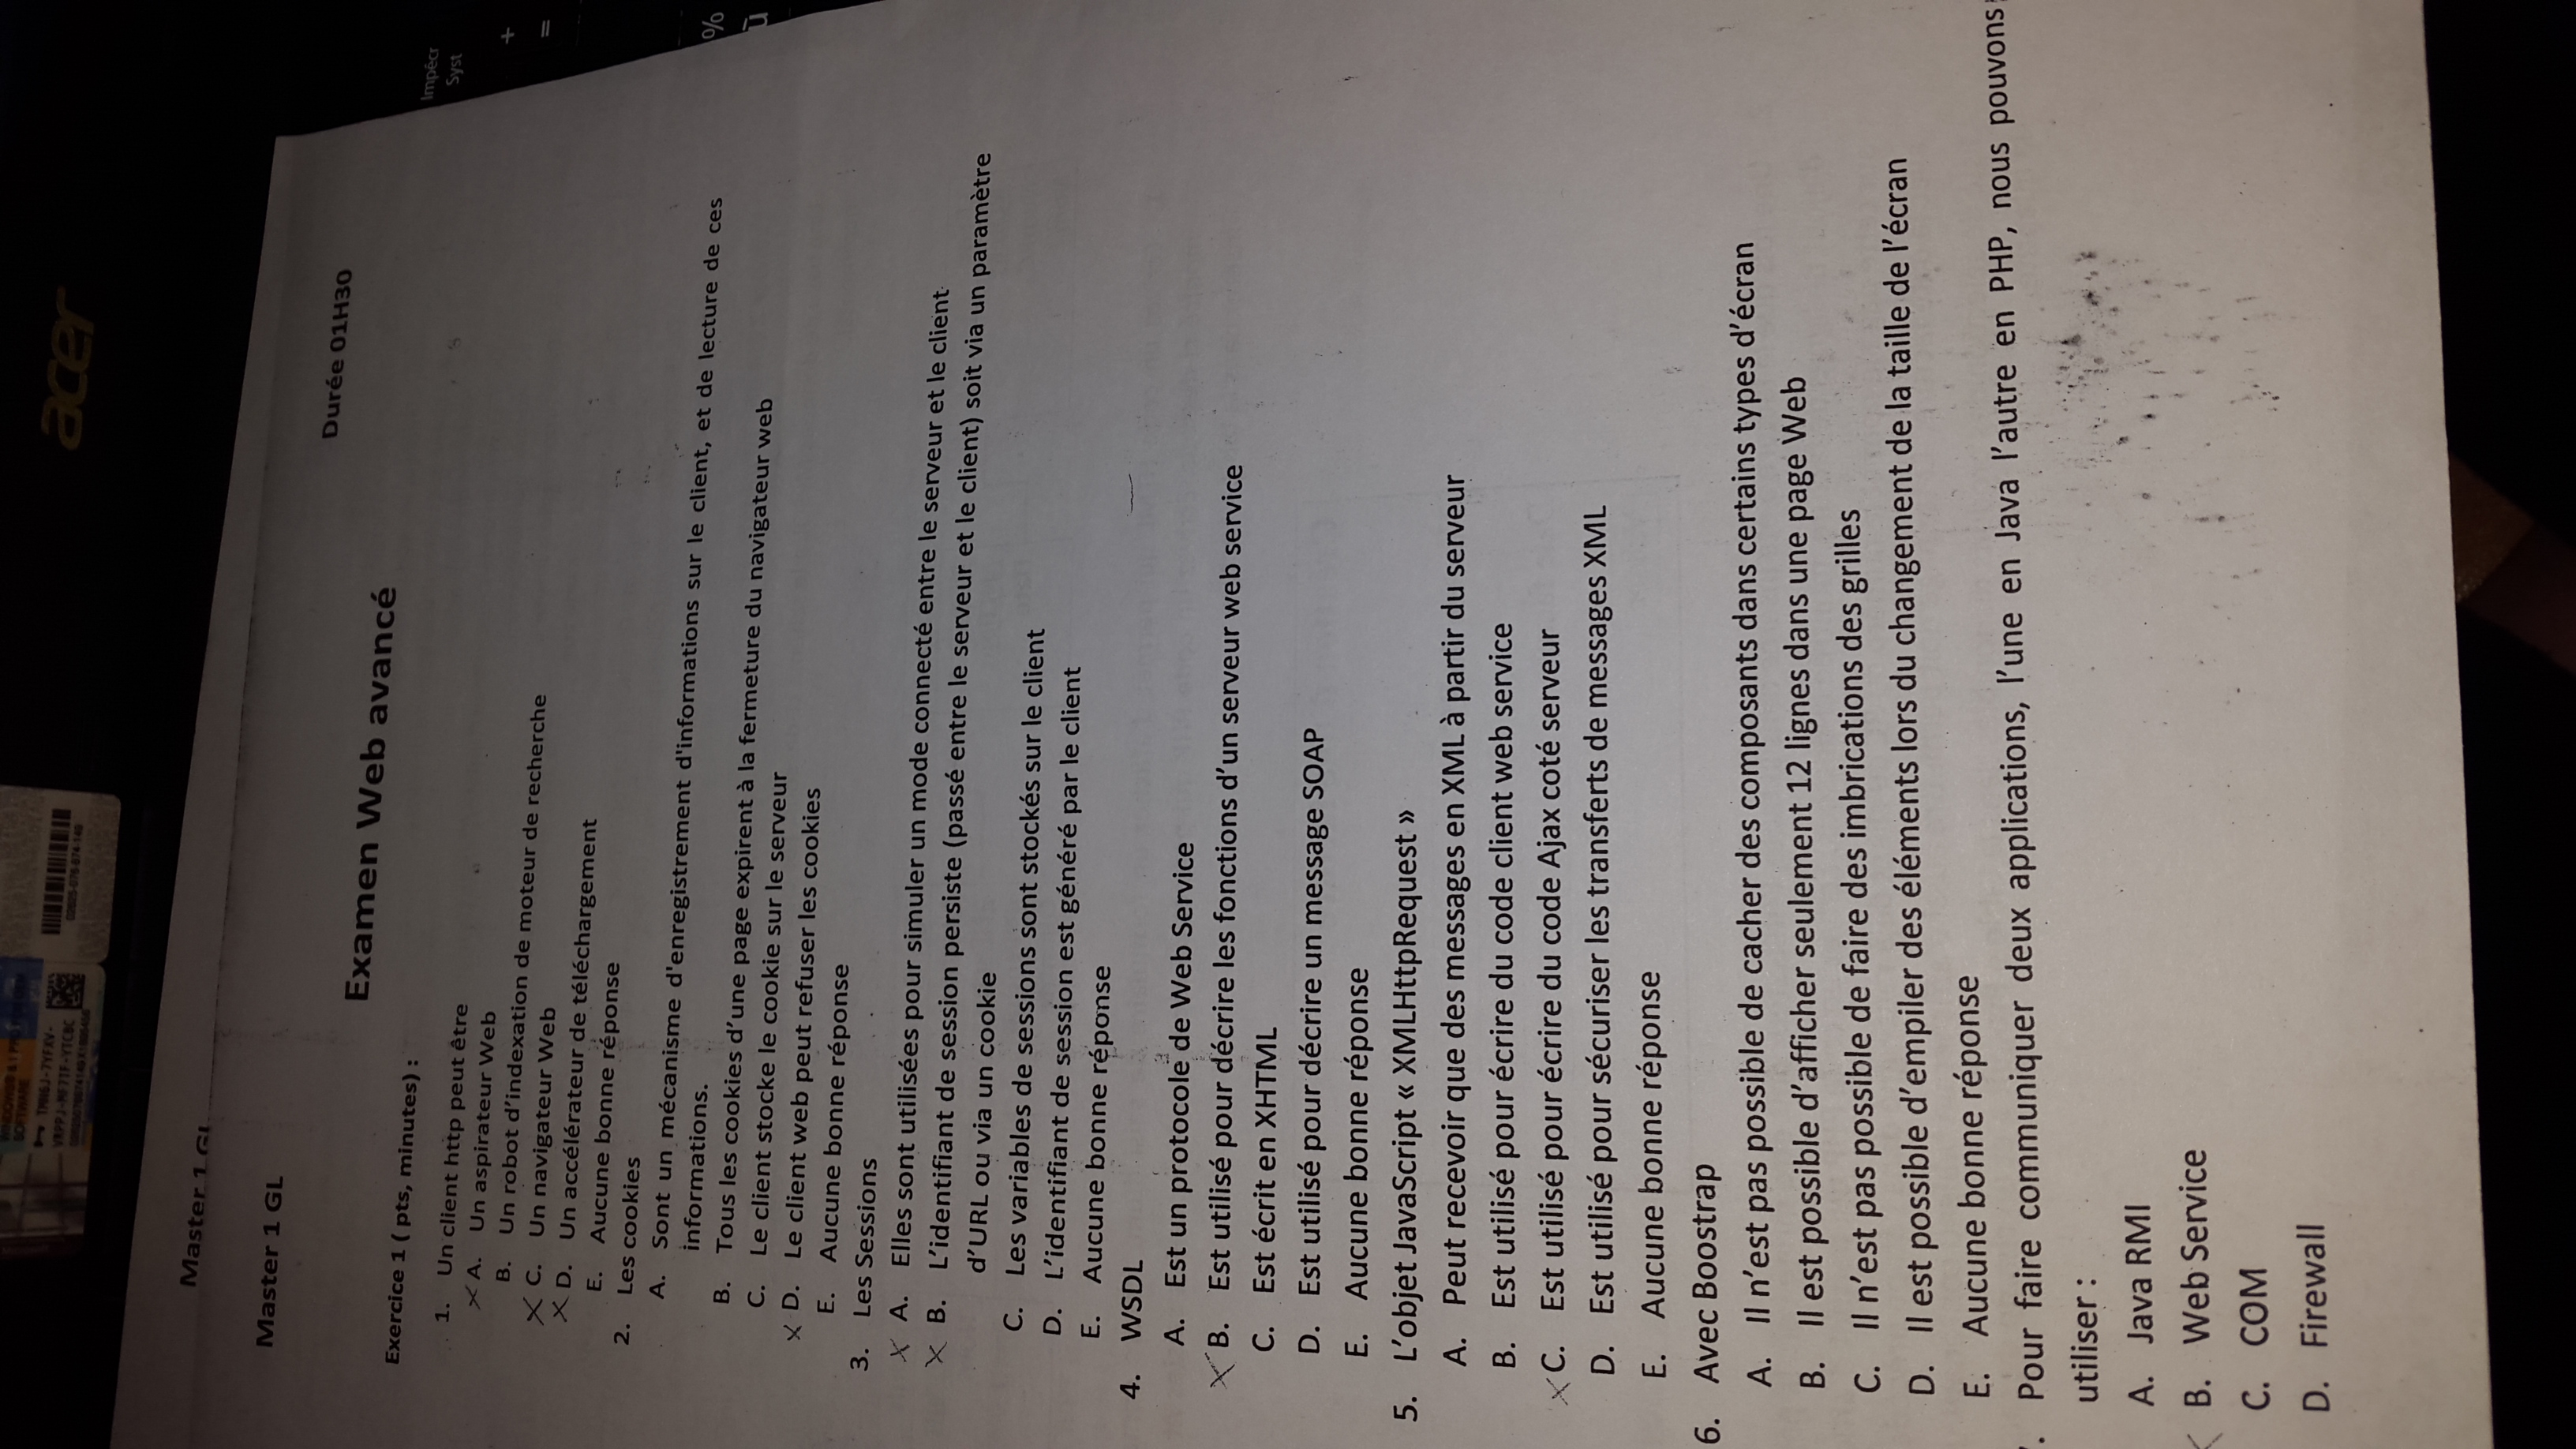 WINDOWS® 8.1 PRO
SOFTWARE
VRPPJ-MF7TF-YTCBC
02625-076-674-149
acer
Master 1 GL
Master 1 GL
Durée 01H30
Examen Web avancé
Exercice 1 ( pts, minutes) :
1. Un client http peut être
A. Un aspirateur Web
B. Un robot d’indexation de moteur de recherche
C. Un navigateur Web
D. Un accélérateur de téléchargement
E. Aucune bonne réponse
2. Les cookies
A. Sont un mécanisme d'enregistrement d'informations sur le client, et de lecture de ces
informations.
B. Tous les cookies d’une page expirent à la fermeture du navigateur web
C. Le client stocke le cookie sur le serveur
D. Le client web peut refuser les cookies
E. Aucune bonne réponse
3. Les Sessions
A. Elles sont utilisées pour simuler un mode connecté entre le serveur et le client
B. L’identifiant de session persiste (passé entre le serveur et le client) soit via un paramètre
d’URL ou via un cookie
C. Les variables de sessions sont stockés sur le client
D. L’identifiant de session est généré par le client
E. Aucune bonne réponse
4. WSDL
A. Est un protocole de Web Service
B. Est utilisé pour décrire les fonctions d’un serveur web service
C. Est écrit en XHTML
D. Est utilisé pour décrire un message SOAP
E. Aucune bonne réponse
5. L’objet JavaScript « XMLHttpRequest »
A. Peut recevoir que des messages en XML à partir du serveur
B. Est utilisé pour écrire du code client web service
C. Est utilisé pour écrire du code Ajax coté serveur
D. Est utilisé pour sécuriser les transferts de messages XML
E. Aucune bonne réponse
6. Avec Boostrap
A. Il n’est pas possible de cacher des composants dans certains types d’écran
B. Il est possible d’afficher seulement 12 lignes dans une page Web
C. Il n’est pas possible de faire des imbrications des grilles
D. Il est possible d’empiler des éléments lors du changement de la taille de l’écran
E. Aucune bonne réponse
. Pour faire communiquer deux applications, l’une en Java l’autre en PHP, nous pouvons
utiliser :
A. Java RMI
B. Web Service
C. COM
D. Firewall
Impécr
Syst
+
=
%
ù